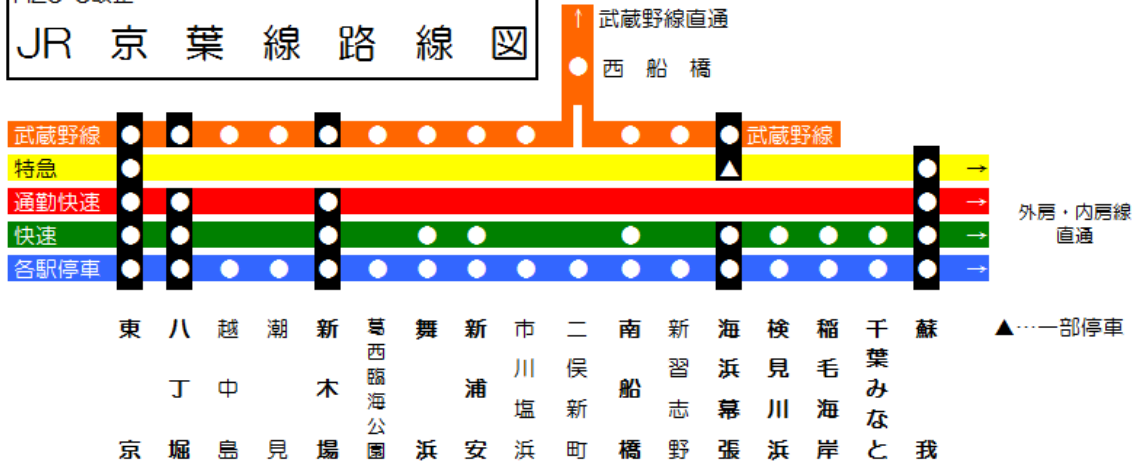 JR 京葉線路線図
↑ 武蔵野線直通
西船橋
武蔵野線
武蔵野線
特急 →
通勤快速 →
快速 →
各駅停車 →
外房・内房線
直通
東京
八丁堀
越中島
潮見
新木場
葛西臨海公園
舞浜
新浦安
市川塩浜
二俣新町
南船橋
新習志野
海浜幕張
検見川浜
稲毛海岸
千葉みなと
蘇我
▲…一部停車